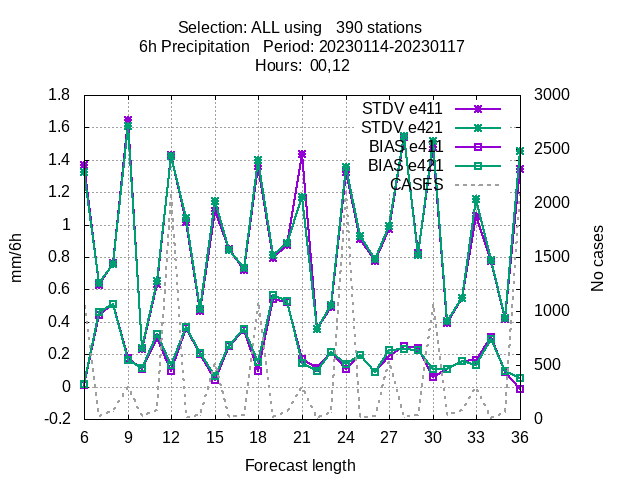 Selection: ALL using   390 stations
6h Precipitation   Period: 20230114-20230117
Hours:  00,12
STDV e411
STDV e421
BIAS e411
BIAS e421
CASES
mm/6h
1.8
1.6
1.4
1.2
1
0.8
0.6
0.4
0.2
0
-0.2
3000
2500
2000
1500
1000
500
0
No cases
6 9 12 15 18 21 24 27 30 33 36
Forecast length